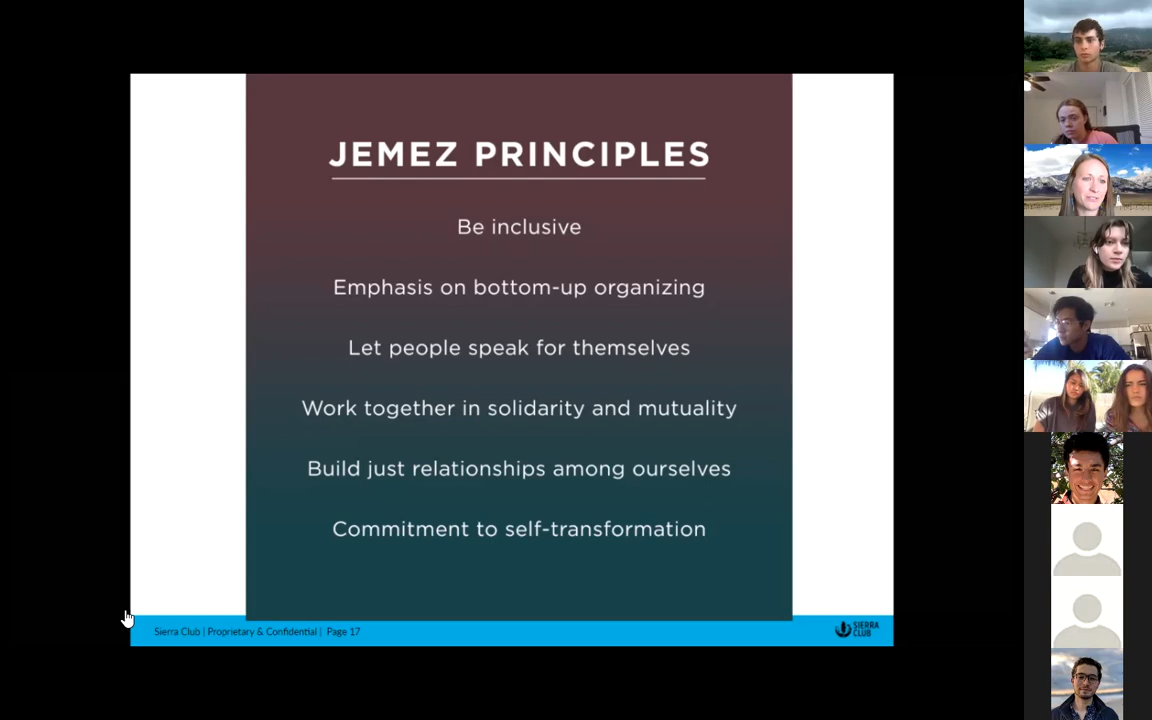 JEMEZ PRINCIPLES
Be inclusive
Emphasis on bottom-up organizing
Let people speak for themselves
Work together in solidarity and mutuality
Build just relationships among ourselves
Commitment to self-transformation
Sierra Club | Proprietary & Confidential | Page 17
SIERRA
CLUB